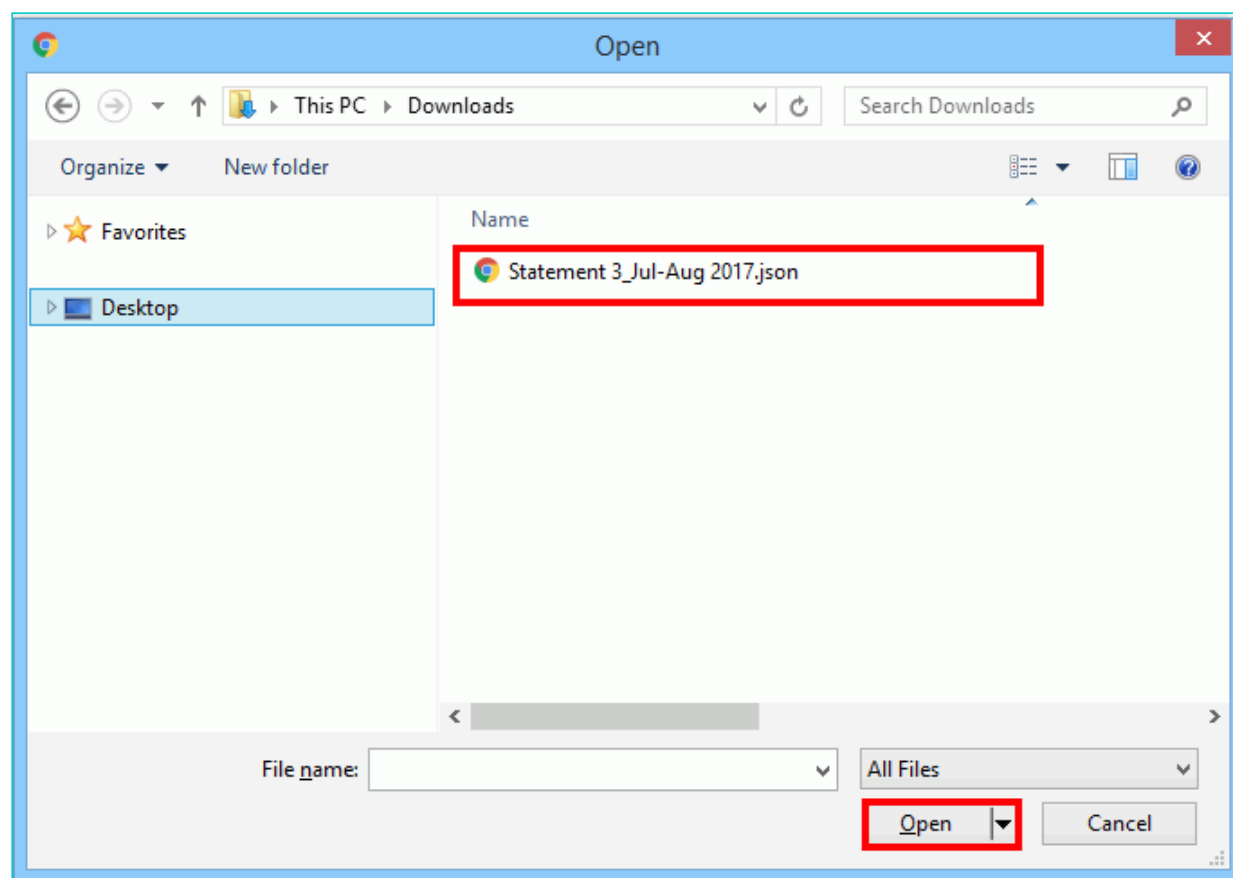 Open
This PC Downloads
Search Downloads
Organize
New folder
Favorites
Desktop
Name
Statement 3_Jul-Aug 2017.json
File name:
All Files
Open
Cancel